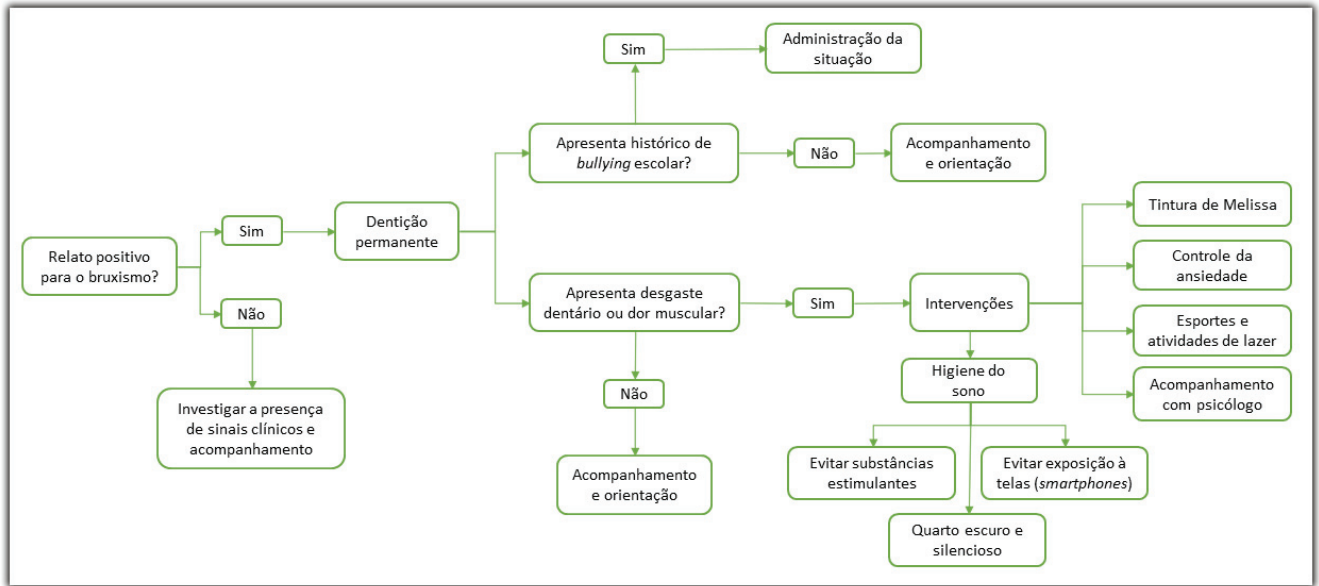 Relato positivo
para o bruxismo?
Sim
Não
Investigar a presença
de sinais clínicos e
acompanhamento
Dentição
permanente
Apresenta histórico de
bullying escolar?
Sim
Administração da
situação
Não
Acompanhamento
e orientação
Apresenta desgaste
dentário ou dor muscular?
Não
Acompanhamento
e orientação
Sim
Intervenções
Tintura de Melissa
Controle da
ansiedade
Esportes e
atividades de lazer
Acompanhamento
com psicólogo
Higiene do
sono
Evitar substâncias
estimulantes
Quarto escuro e
silencioso
Evitar exposição à
telas (smartphones)